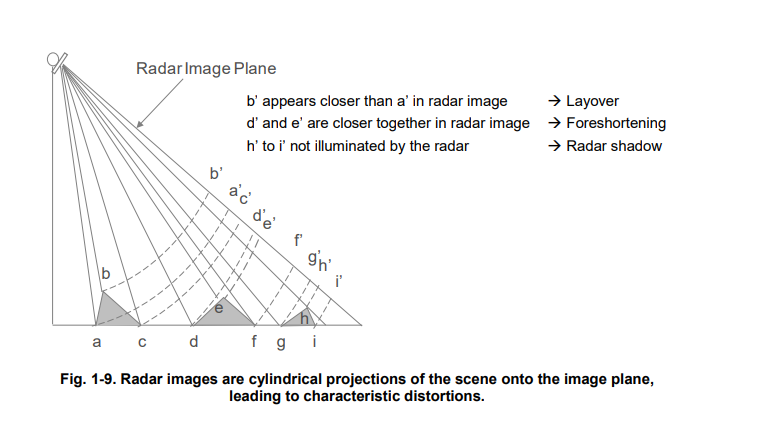 Radar Image Plane
b’ appears closer than a’ in radar image → Layover
d’ and e’ are closer together in radar image → Foreshortening
h’ to i’ not illuminated by the radar → Radar shadow
b’
a’
c’
d’
e’
f’
g’
h’
i’
b
e
h
a c d f g i
Fig. 1-9. Radar images are cylindrical projections of the scene onto the image plane,
leading to characteristic distortions.